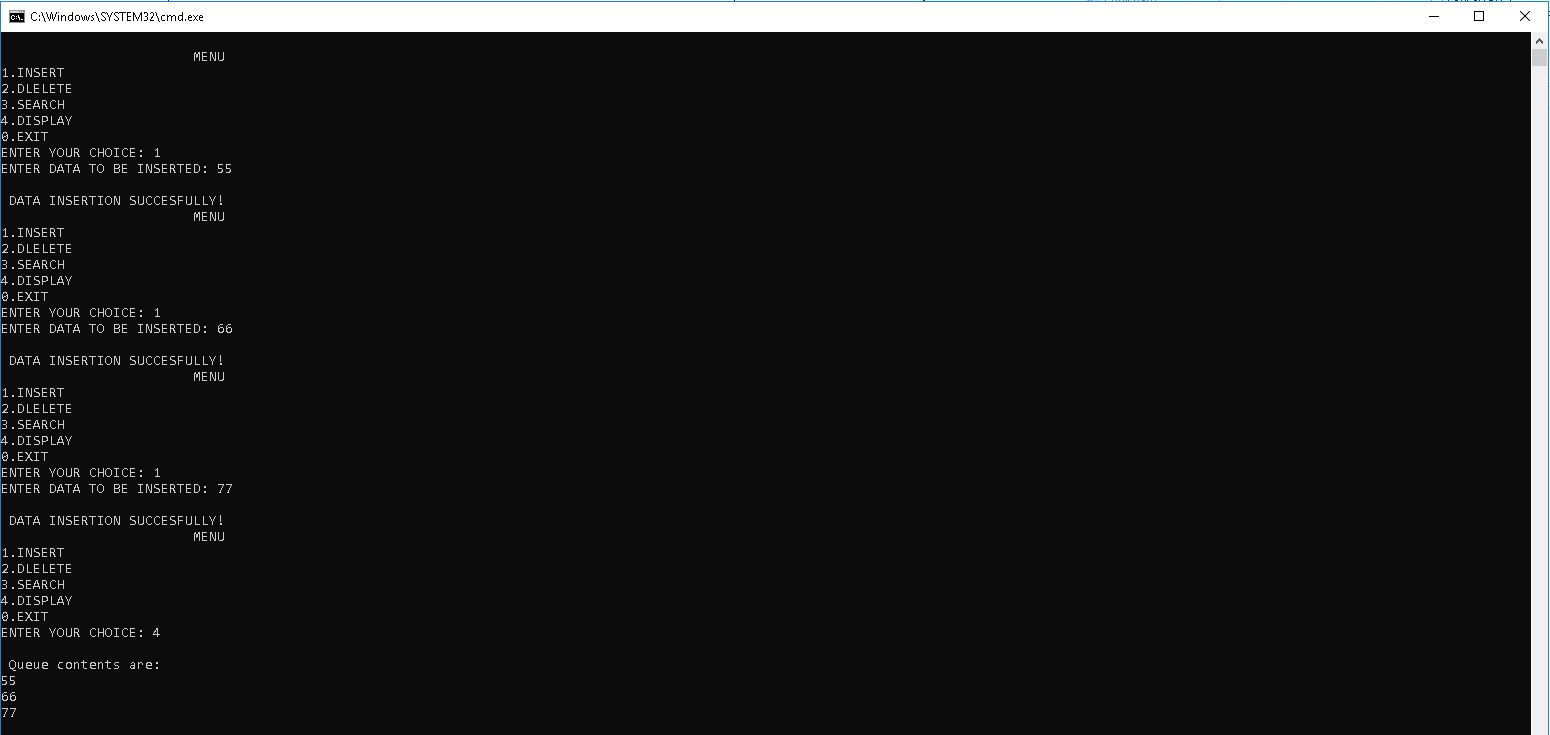 C:\Windows\SYSTEM32\cmd.exe
MENU
1.INSERT
2.DLELETE
3.SEARCH
4.DISPLAY
0.EXIT
ENTER YOUR CHOICE: 1
ENTER DATA TO BE INSERTED: 55
DATA INSERTION SUCCESFULLY!
MENU
1.INSERT
2.DLELETE
3.SEARCH
4.DISPLAY
0.EXIT
ENTER YOUR CHOICE: 1
ENTER DATA TO BE INSERTED: 66
DATA INSERTION SUCCESFULLY!
MENU
1.INSERT
2.DLELETE
3.SEARCH
4.DISPLAY
0.EXIT
ENTER YOUR CHOICE: 1
ENTER DATA TO BE INSERTED: 77
DATA INSERTION SUCCESFULLY!
MENU
1.INSERT
2.DLELETE
3.SEARCH
4.DISPLAY
0.EXIT
ENTER YOUR CHOICE: 4
Queue contents are:
55
66
77